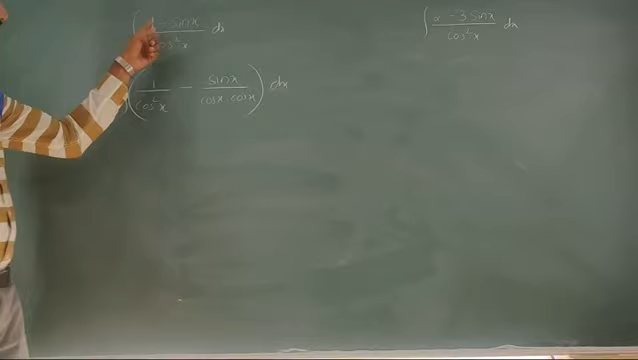 ∫ (1 - sinx)/(cos²x) dx
∫ (1/(cos²x) - sinx/(cosx · cosx)) dx
∫ (2 - 3 sinx)/(cos²x) dx